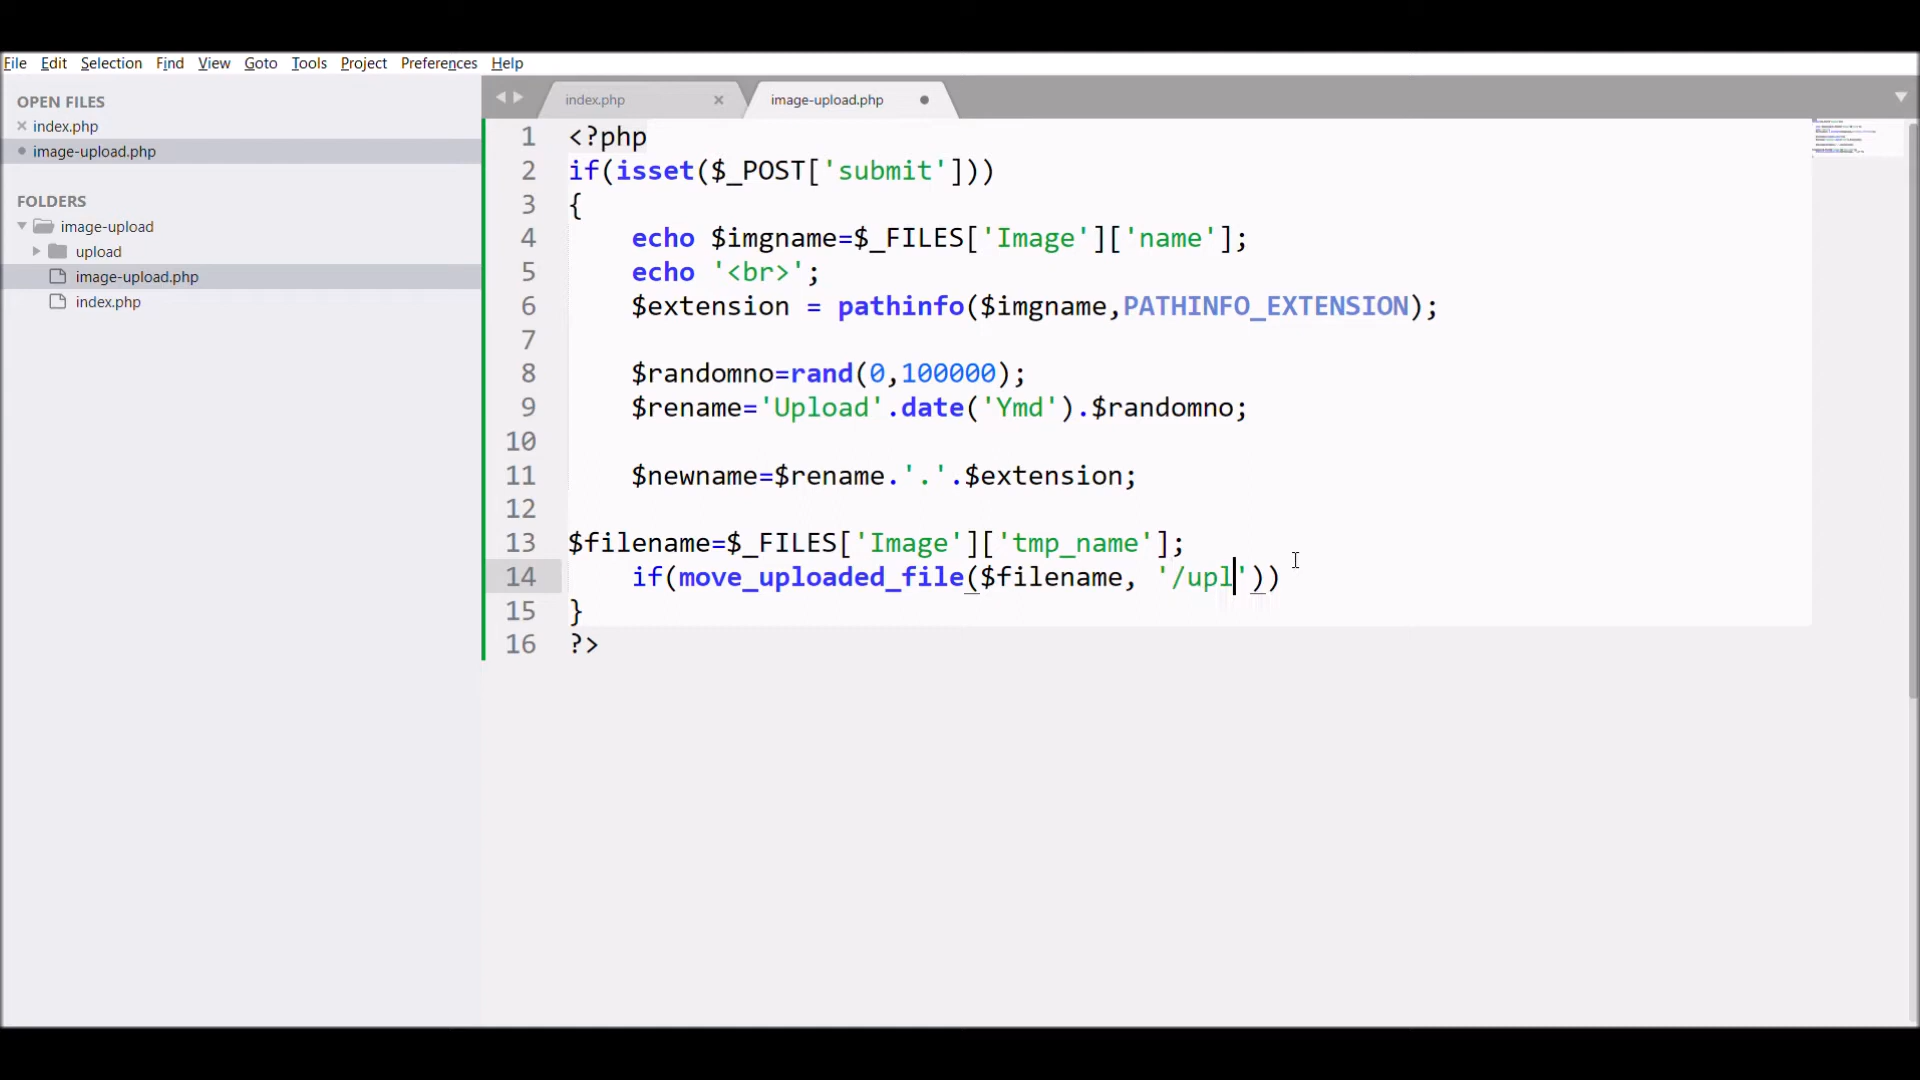 File Edit Selection Find View Goto Tools Project Preferences Help
OPEN FILES
index.php
image-upload.php
FOLDERS
image-upload
upload
image-upload.php
index.php
index.php
image-upload.php
1 <?php
2 if(isset($_POST['submit']))
3 {
4 echo $imgname=$_FILES['Image']['name'];
5 echo '<br>';
6 $extension = pathinfo($imgname,PATHINFO_EXTENSION);
7
8 $randomno=rand(0,100000);
9 $rename='Upload'.date('Ymd').$randomno;
10
11 $newname=$rename.'.'.$extension;
12
13 $filename=$_FILES['Image']['tmp_name'];
14 if(move_uploaded_file($filename, '/upl'))
15 }
16 ?>